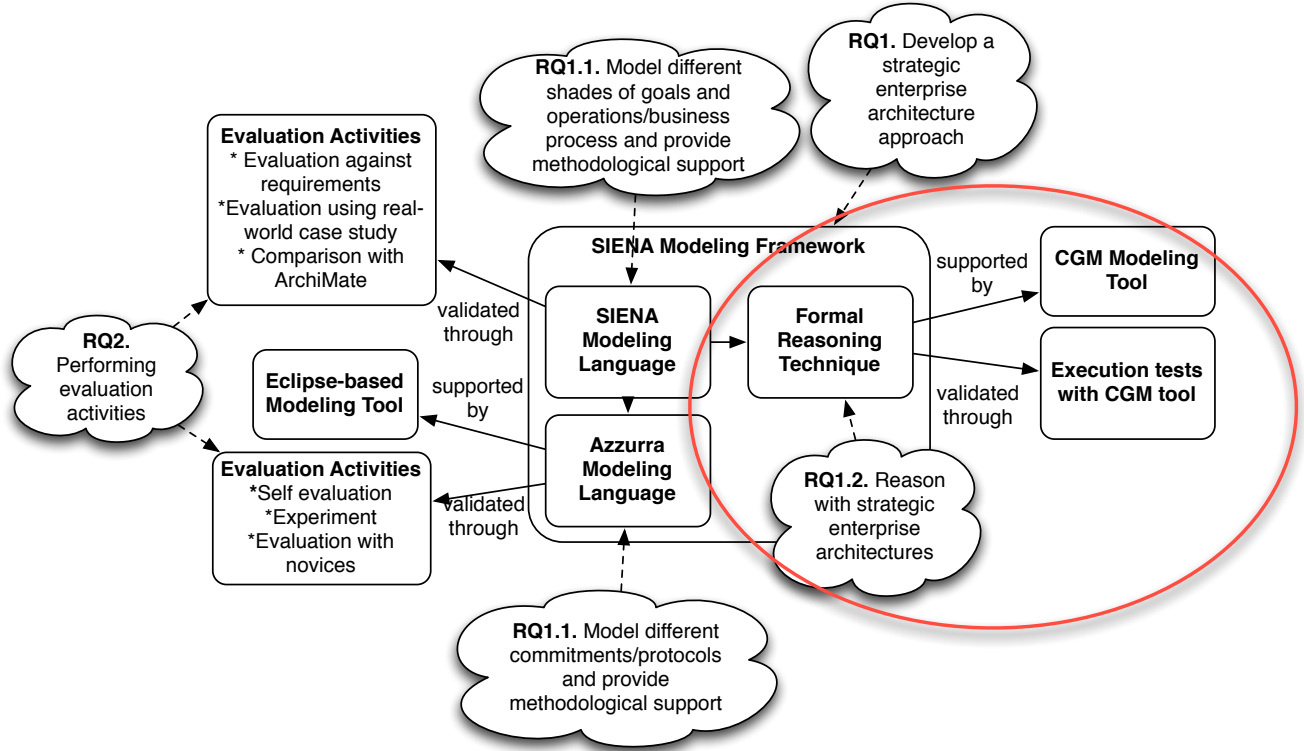 RQ1. Develop a
strategic
enterprise
architecture
approach
RQ1.1. Model different
shades of goals and
operations/business
process and provide
methodological support
Evaluation Activities
* Evaluation against
requirements
*Evaluation using real-
world case study
* Comparison with
ArchiMate
SIENA Modeling Framework
supported
by
CGM Modeling
Tool
validated
through
SIENA
Modeling
Language
Formal
Reasoning
Technique
RQ2.
Performing
evaluation
activities
Eclipse-based
Modeling Tool
supported
by
validated
through
Execution tests
with CGM tool
Azzurra
Modeling
Language
Evaluation Activities
*Self evaluation
*Experiment
*Evaluation with
novices
validated
through
RQ1.2. Reason
with strategic
enterprise
architectures
RQ1.1. Model different
commitments/protocols
and provide
methodological support